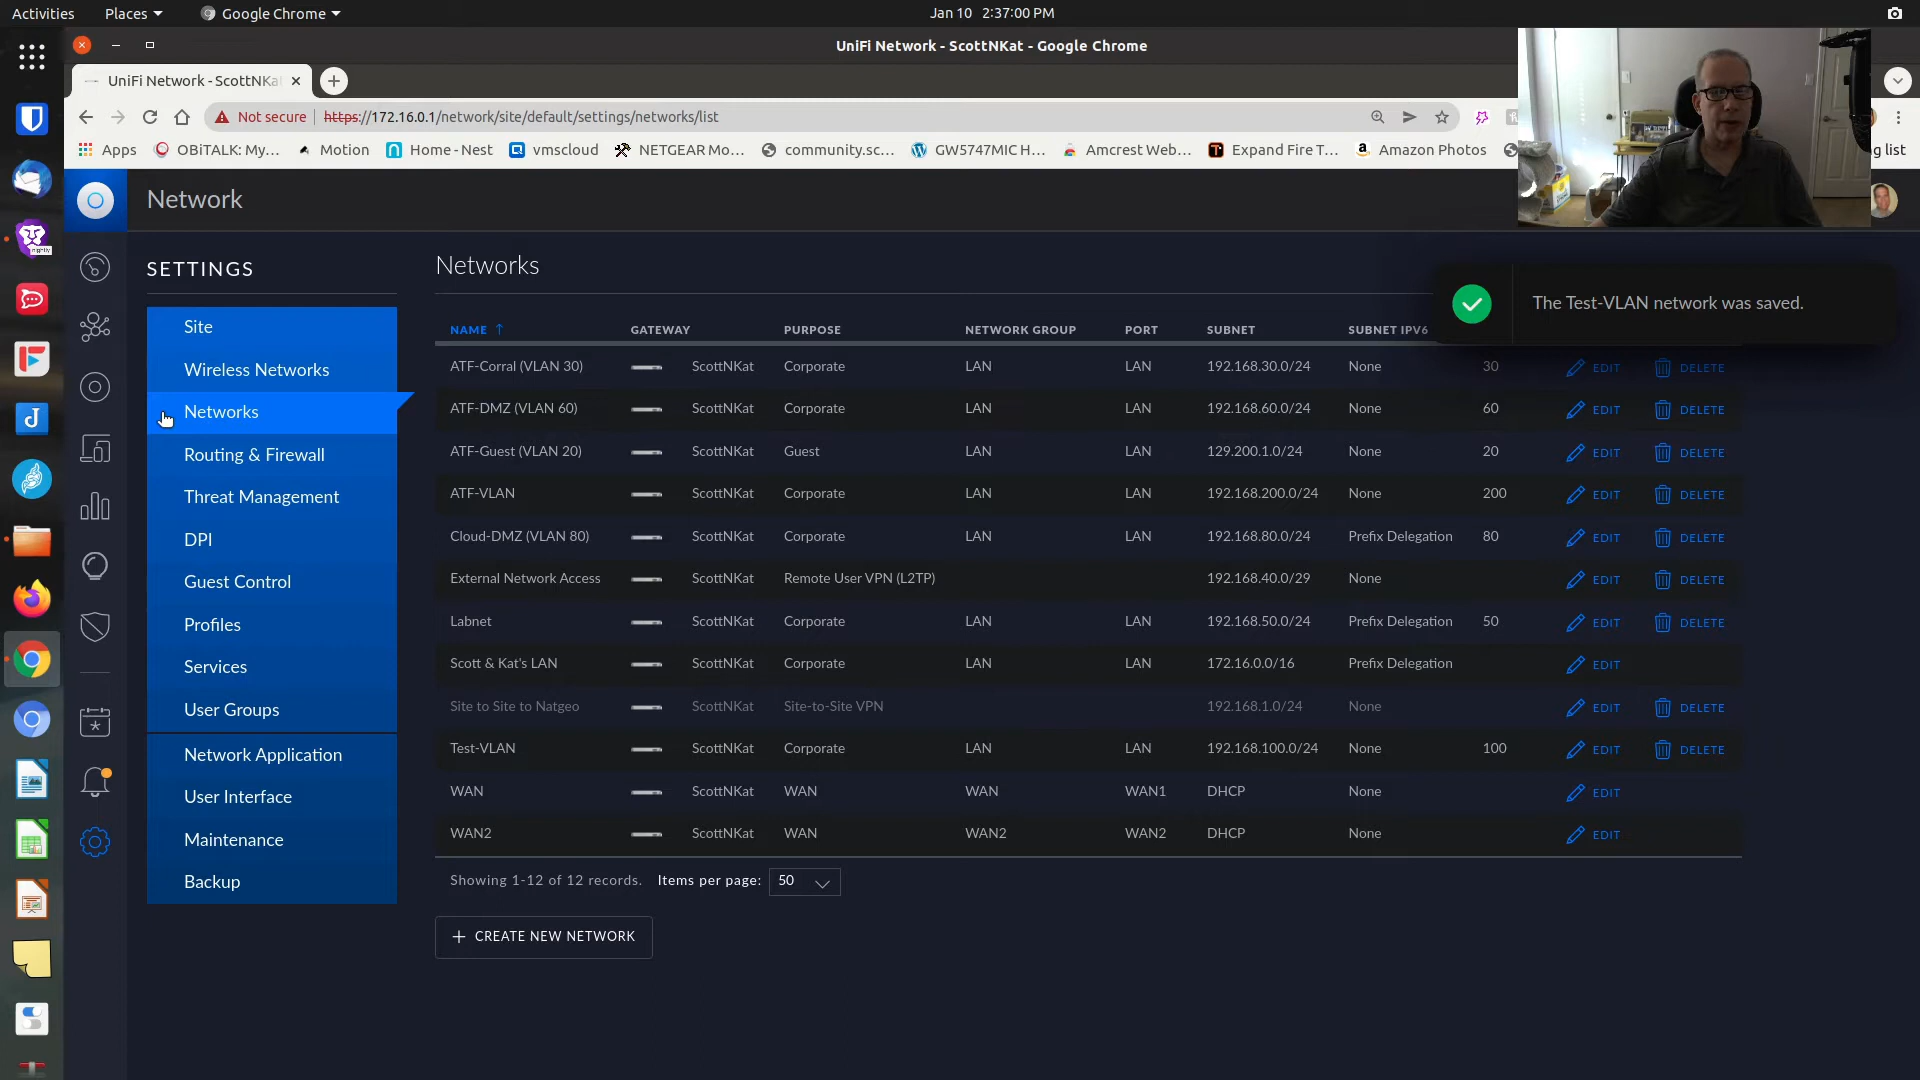 Activities
Places
Google Chrome
Jan 10 2:37:00 PM
UniFi Network - ScottNKat - Google Chrome
UniFi Network - ScottNKa
Not secure https://172.16.0.1/network/site/default/settings/networks/list
Apps
OBiTALK: My...
Motion
Home - Nest
vmscloud
NETGEAR Mo...
community.sc...
GW5747MIC H...
Amcrest Web...
Expand Fire T...
Amazon Photos
g list
nightly
Network
SETTINGS
Site
Wireless Networks
Networks
Routing & Firewall
Threat Management
DPI
Guest Control
Profiles
Services
User Groups
Network Application
User Interface
Maintenance
Backup
Networks
The Test-VLAN network was saved.
NAME ↑ GATEWAY PURPOSE NETWORK GROUP PORT SUBNET SUBNET IPV6
ATF-Corral (VLAN 30) ScottNKat Corporate LAN LAN 192.168.30.0/24 None 30 EDIT DELETE
ATF-DMZ (VLAN 60) ScottNKat Corporate LAN LAN 192.168.60.0/24 None 60 EDIT DELETE
ATF-Guest (VLAN 20) ScottNKat Guest LAN LAN 129.200.1.0/24 None 20 EDIT DELETE
ATF-VLAN ScottNKat Corporate LAN LAN 192.168.200.0/24 None 200 EDIT DELETE
Cloud-DMZ (VLAN 80) ScottNKat Corporate LAN LAN 192.168.80.0/24 Prefix Delegation 80 EDIT DELETE
External Network Access ScottNKat Remote User VPN (L2TP) 192.168.40.0/29 None EDIT DELETE
Labnet ScottNKat Corporate LAN LAN 192.168.50.0/24 Prefix Delegation 50 EDIT DELETE
Scott & Kat's LAN ScottNKat Corporate LAN LAN 172.16.0.0/16 Prefix Delegation EDIT
Site to Site to Natgeo ScottNKat Site-to-Site VPN 192.168.1.0/24 None EDIT DELETE
Test-VLAN ScottNKat Corporate LAN LAN 192.168.100.0/24 None 100 EDIT DELETE
WAN ScottNKat WAN WAN WAN1 DHCP None EDIT
WAN2 ScottNKat WAN WAN2 WAN2 DHCP None EDIT
Showing 1-12 of 12 records. Items per page: 50
+ CREATE NEW NETWORK